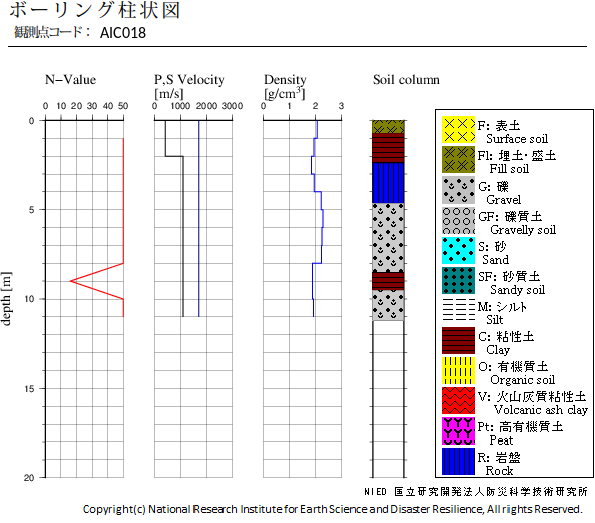 ボーリング柱状図
観測点コード： AIC018
N−Value
P,S Velocity
[m/s]
Density
[g/cm³]
Soil column
0 10 20 30 40 50
0 1000 2000 3000
0 1 2 3
0
5
10
15
20
depth [m]
F: 表土
Surface soil
Fl: 埋土・盛土
Fill soil
G: 礫
Gravel
GF: 礫質土
Gravelly soil
S: 砂
Sand
SF: 砂質土
Sandy soil
M: シルト
Silt
C: 粘性土
Clay
O: 有機質土
Organic soil
V: 火山灰質粘性土
Volcanic ash clay
Pt: 高有機質土
Peat
R: 岩盤
Rock
NIED 国立研究開発法人防災科学技術研究所
Copyright(c) National Research Institute for Earth Science and Disaster Resilience, All rights Reserved.